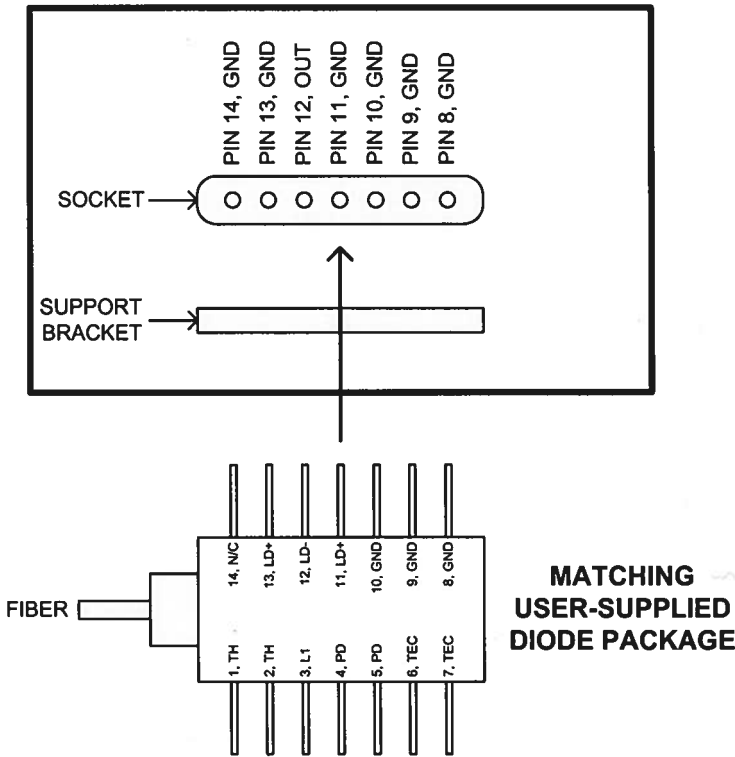 PIN 14, GND
PIN 13, GND
PIN 12, OUT
PIN 11, GND
PIN 10, GND
PIN 9, GND
PIN 8, GND
SOCKET
SUPPORT
BRACKET
14, N/C
13, LD+
12, LD-
11, LD+
10, GND
9, GND
8, GND
FIBER
MATCHING
USER-SUPPLIED
DIODE PACKAGE
1, TH
2, TH
3, L1
4, PD
5, PD
6, TEC
7, TEC